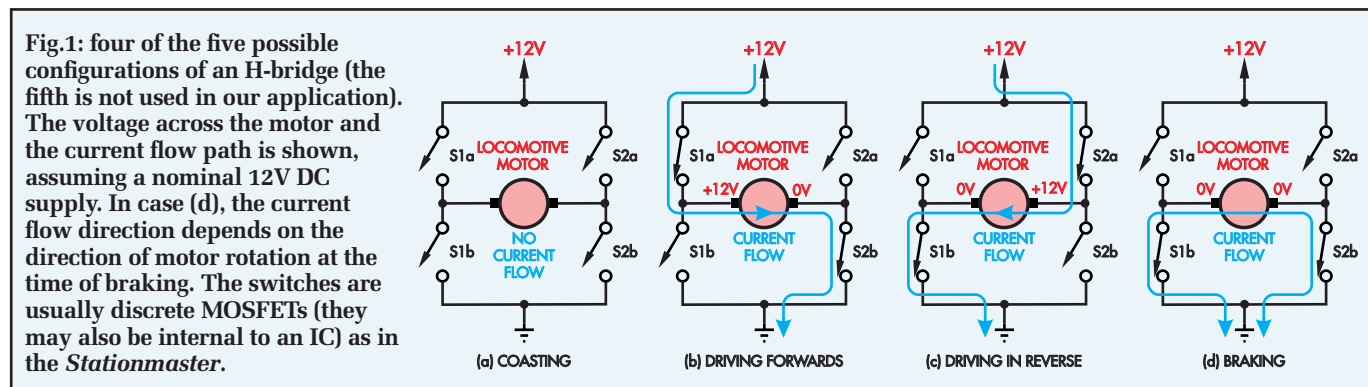 Fig.1: four of the five possible
configurations of an H-bridge (the
fifth is not used in our application).
The voltage across the motor and
the current flow path is shown,
assuming a nominal 12V DC
supply. In case (d), the current
flow direction depends on the
direction of motor rotation at the
time of braking. The switches are
usually discrete MOSFETs (they
may also be internal to an IC) as in
the Stationmaster.
+12V
S1a
S2a
LOCOMOTIVE
MOTOR
NO
CURRENT
FLOW
S1b
S2b
(a) COASTING
+12V
S1a
S2a
LOCOMOTIVE
MOTOR
+12V
0V
CURRENT
FLOW
S1b
S2b
(b) DRIVING FORWARDS
+12V
S1a
S2a
LOCOMOTIVE
MOTOR
0V
+12V
CURRENT
FLOW
S1b
S2b
(c) DRIVING IN REVERSE
+12V
S1a
S2a
LOCOMOTIVE
MOTOR
0V
0V
CURRENT
FLOW
S1b
S2b
(d) BRAKING